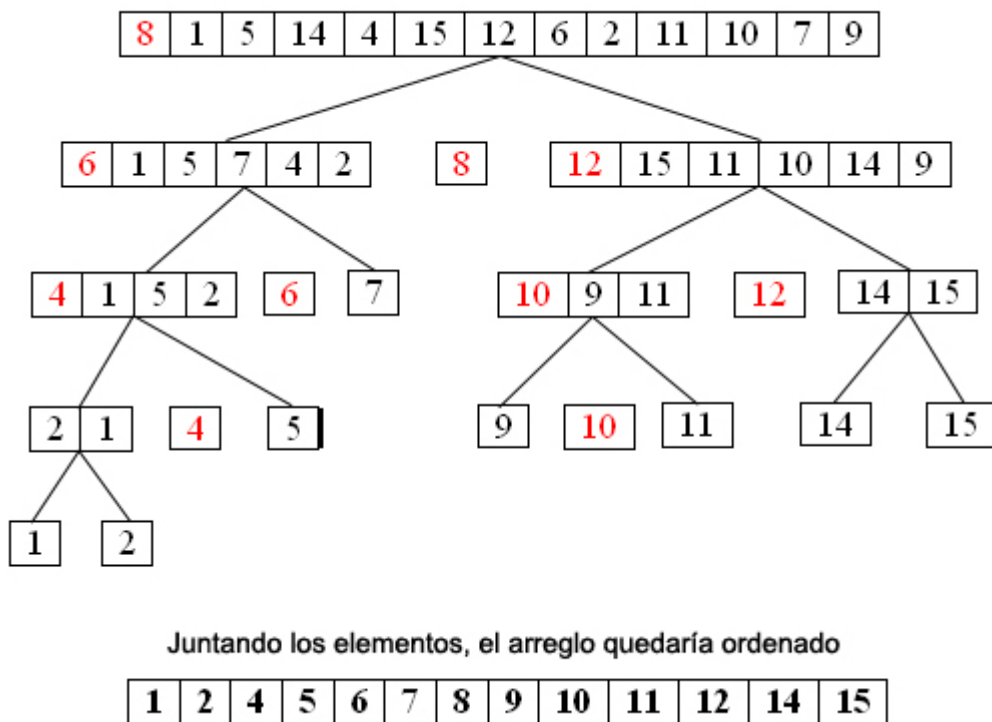 8 1 5 14 4 15 12 6 2 11 10 7 9
6 1 5 7 4 2 8 12 15 11 10 14 9
4 1 5 2 6 7 10 9 11 12 14 15
2 1 4 5 9 10 11 14 15
1 2
Juntando los elementos, el arreglo quedaría ordenado
1 2 4 5 6 7 8 9 10 11 12 14 15